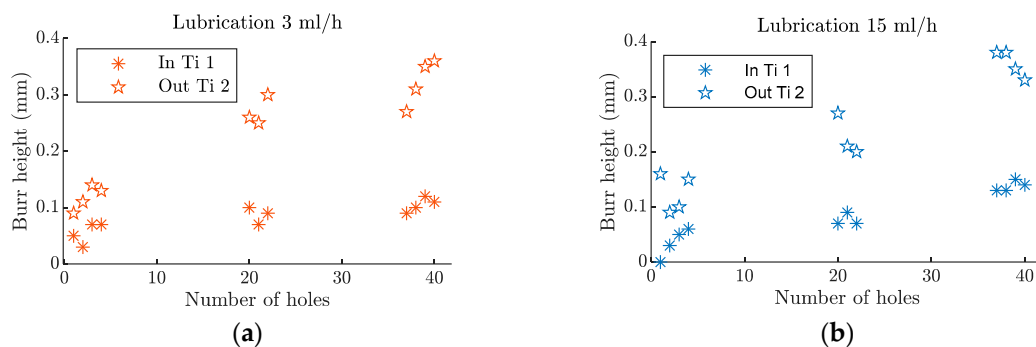 Lubrication 3 ml/h
0.4
0.3
0.2
0.1
0
Burr height (mm)
In Ti 1
Out Ti 2
0
10
20
30
40
Number of holes
(a)
Lubrication 15 ml/h
0.4
0.3
0.2
0.1
0
Burr height (mm)
In Ti 1
Out Ti 2
0
10
20
30
40
Number of holes
(b)